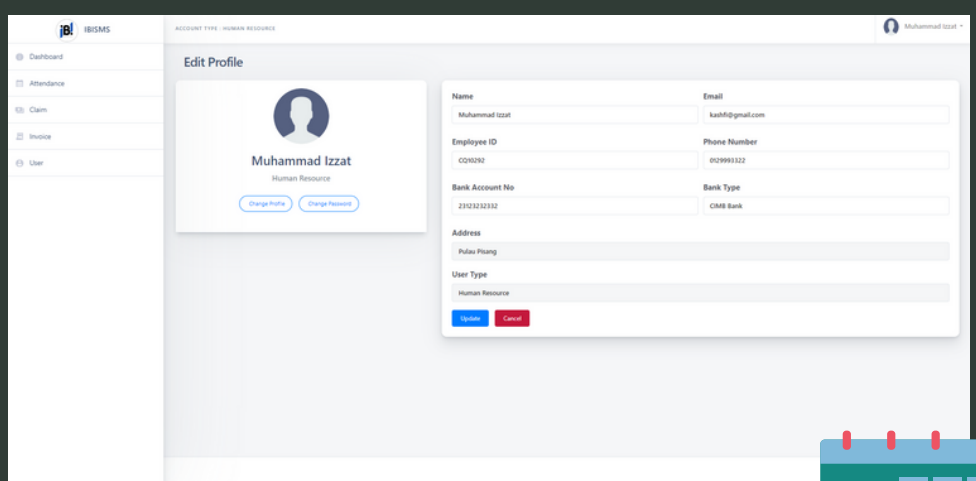 jB! IBISMS
ACCOUNT TYPE : HUMAN RESOURCE
Muhammad Izzat
Dashboard
Attendance
Claim
Invoice
User
Edit Profile
Muhammad Izzat
Human Resource
Change Profile Change Password
Name Email
Muhammad Izzat kashfi@gmail.com
Employee ID Phone Number
CQ10292 0129993322
Bank Account No Bank Type
23123232332 CIMB Bank
Address
Pulau Pisang
User Type
Human Resource
Update Cancel